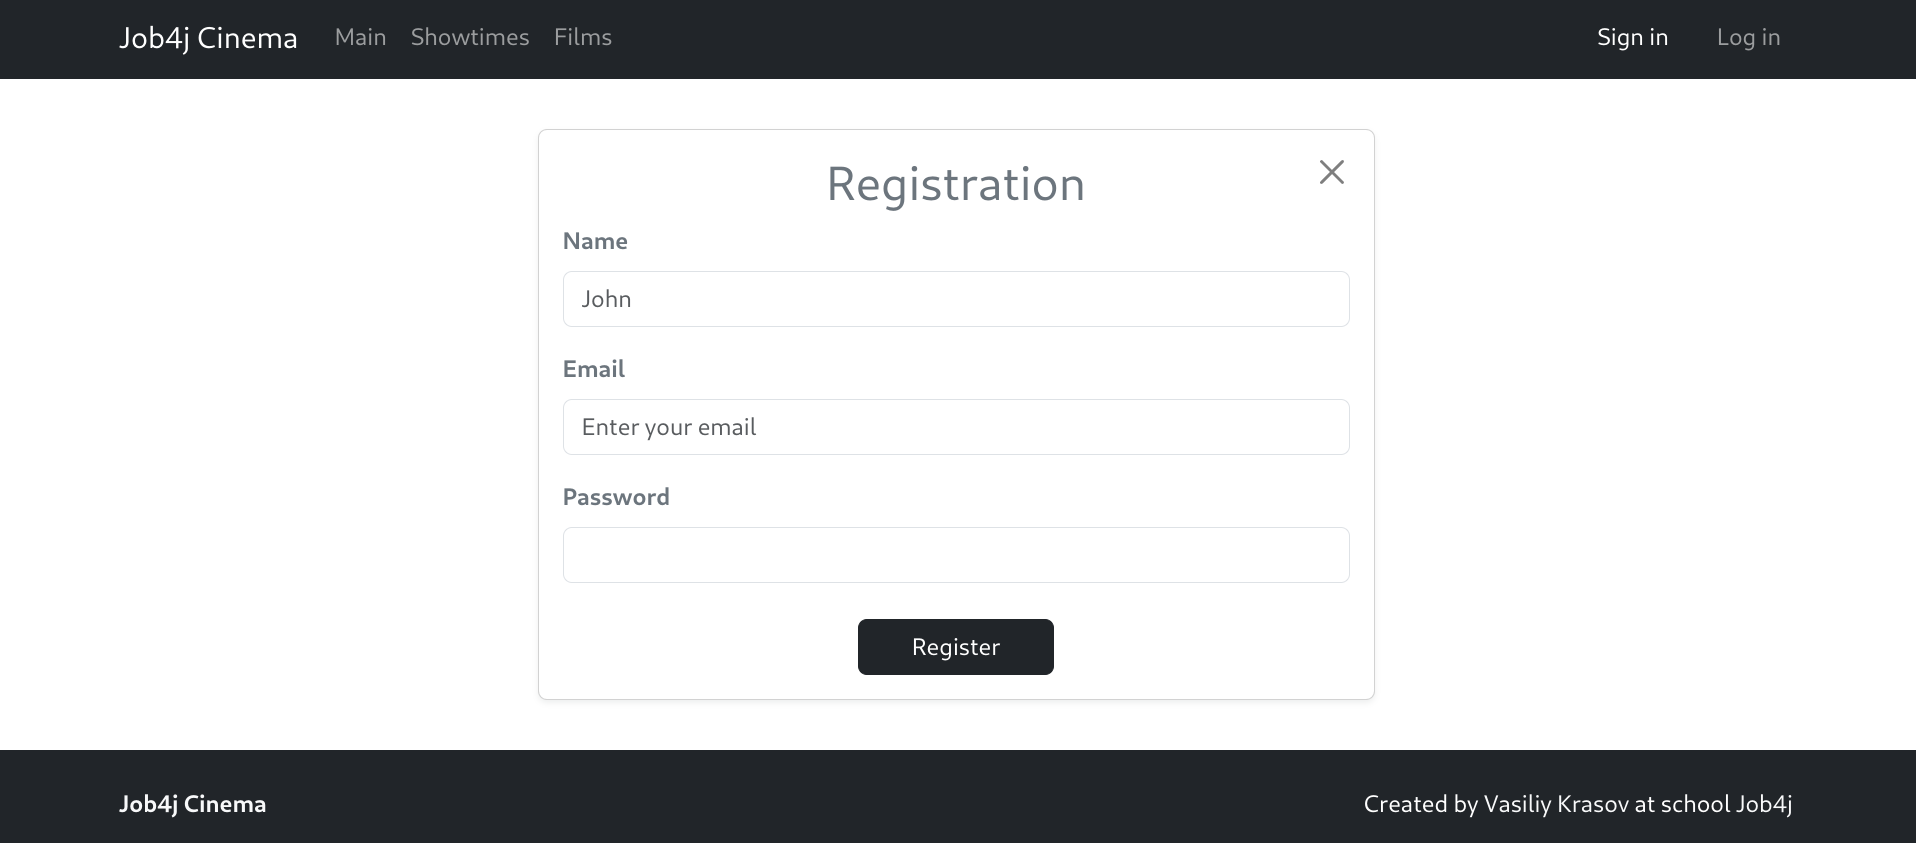 Job4j Cinema Main Showtimes Films Sign in Log in
Registration
Name
John
Email
Enter your email
Password
Register
Job4j Cinema Created by Vasiliy Krasov at school Job4j